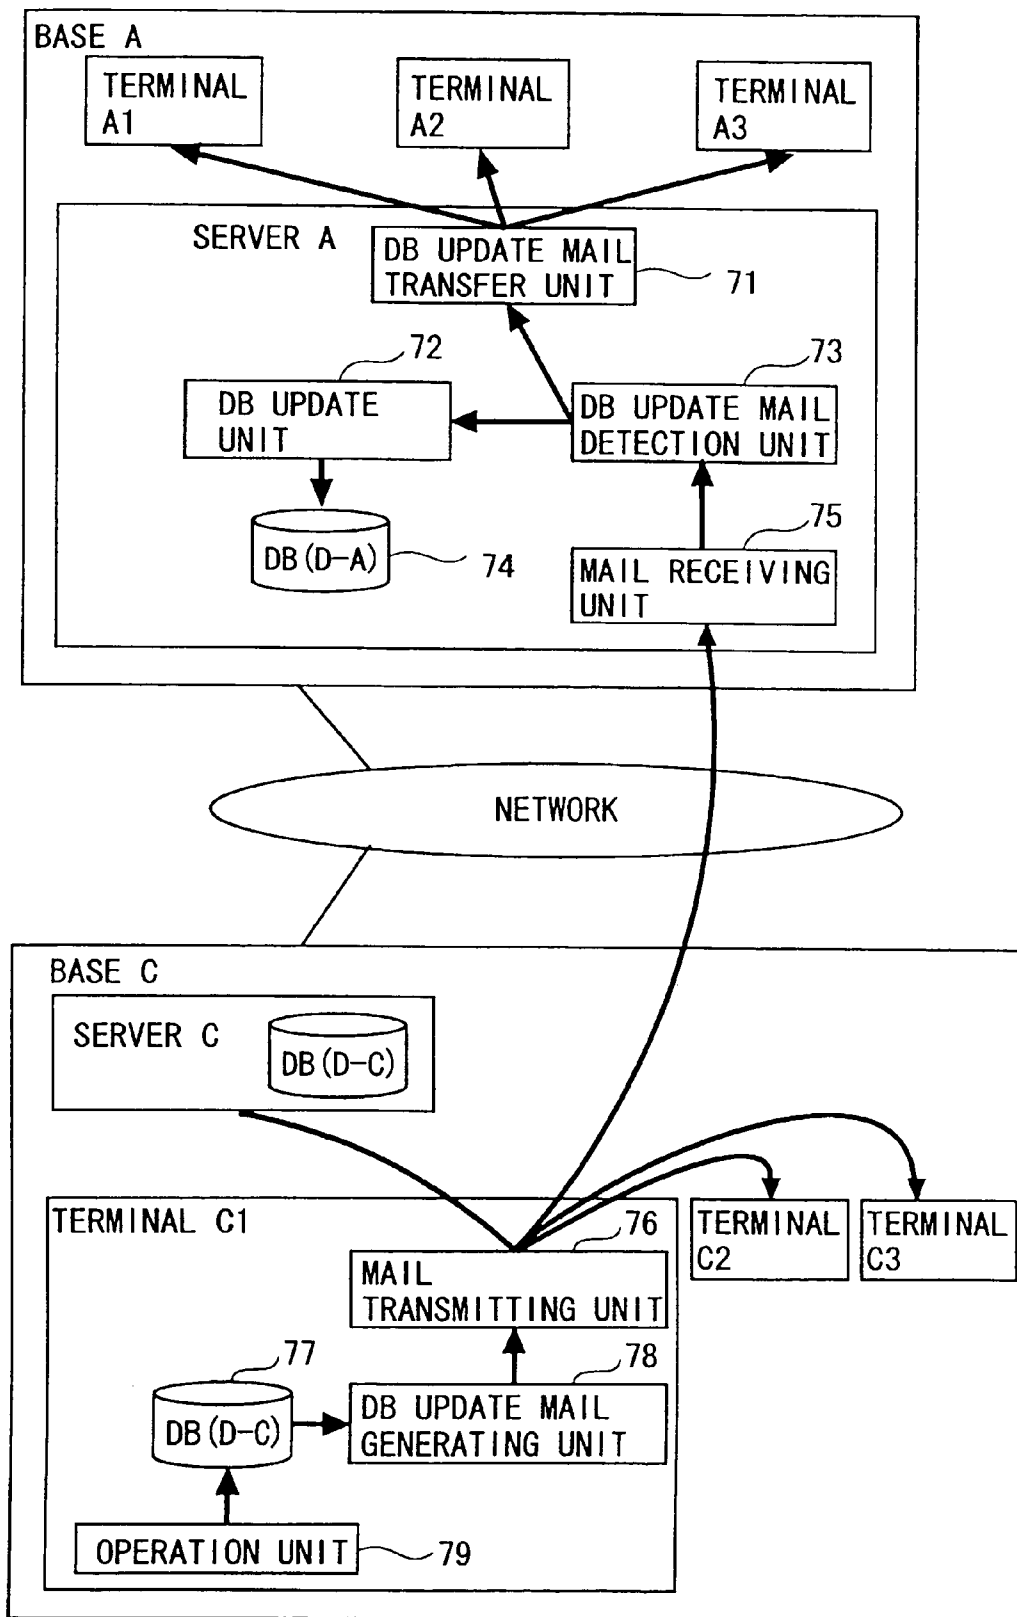 BASE A
TERMINAL
A1
TERMINAL
A2
TERMINAL
A3
SERVER A
DB UPDATE MAIL
TRANSFER UNIT
71
72
73
DB UPDATE
UNIT
DB UPDATE MAIL
DETECTION UNIT
DB(D-A)
74
75
MAIL RECEIVING
UNIT
NETWORK
BASE C
SERVER C
DB(D-C)
TERMINAL C1
76
TERMINAL
C2
TERMINAL
C3
MAIL
TRANSMITTING UNIT
77
78
DB(D-C)
DB UPDATE MAIL
GENERATING UNIT
OPERATION UNIT
79